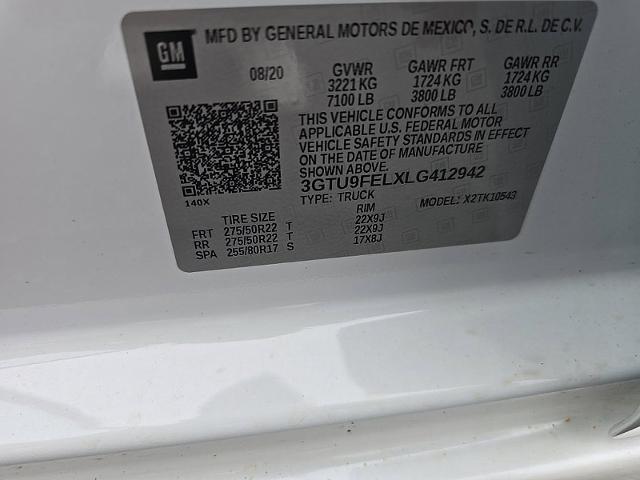 GM
MFD BY GENERAL MOTORS DE MEXICO, S. DE R.L. DE C.V.
08/20 GVWR GAWR FRT GAWR RR
3221 KG 1724 KG 1724 KG
7100 LB 3800 LB 3800 LB
THIS VEHICLE CONFORMS TO ALL
APPLICABLE U.S. FEDERAL MOTOR
VEHICLE SAFETY STANDARDS IN EFFECT
ON THE DATE OF MANUFACTURE
SHOWN ABOVE.
3GTU9FELXLG412942
140X
TYPE: TRUCK MODEL: X2TK10543
TIRE SIZE RIM
FRT 275/50R22 T 22X9J
RR 275/50R22 T 22X9J
SPA 255/80R17 S 17X8J